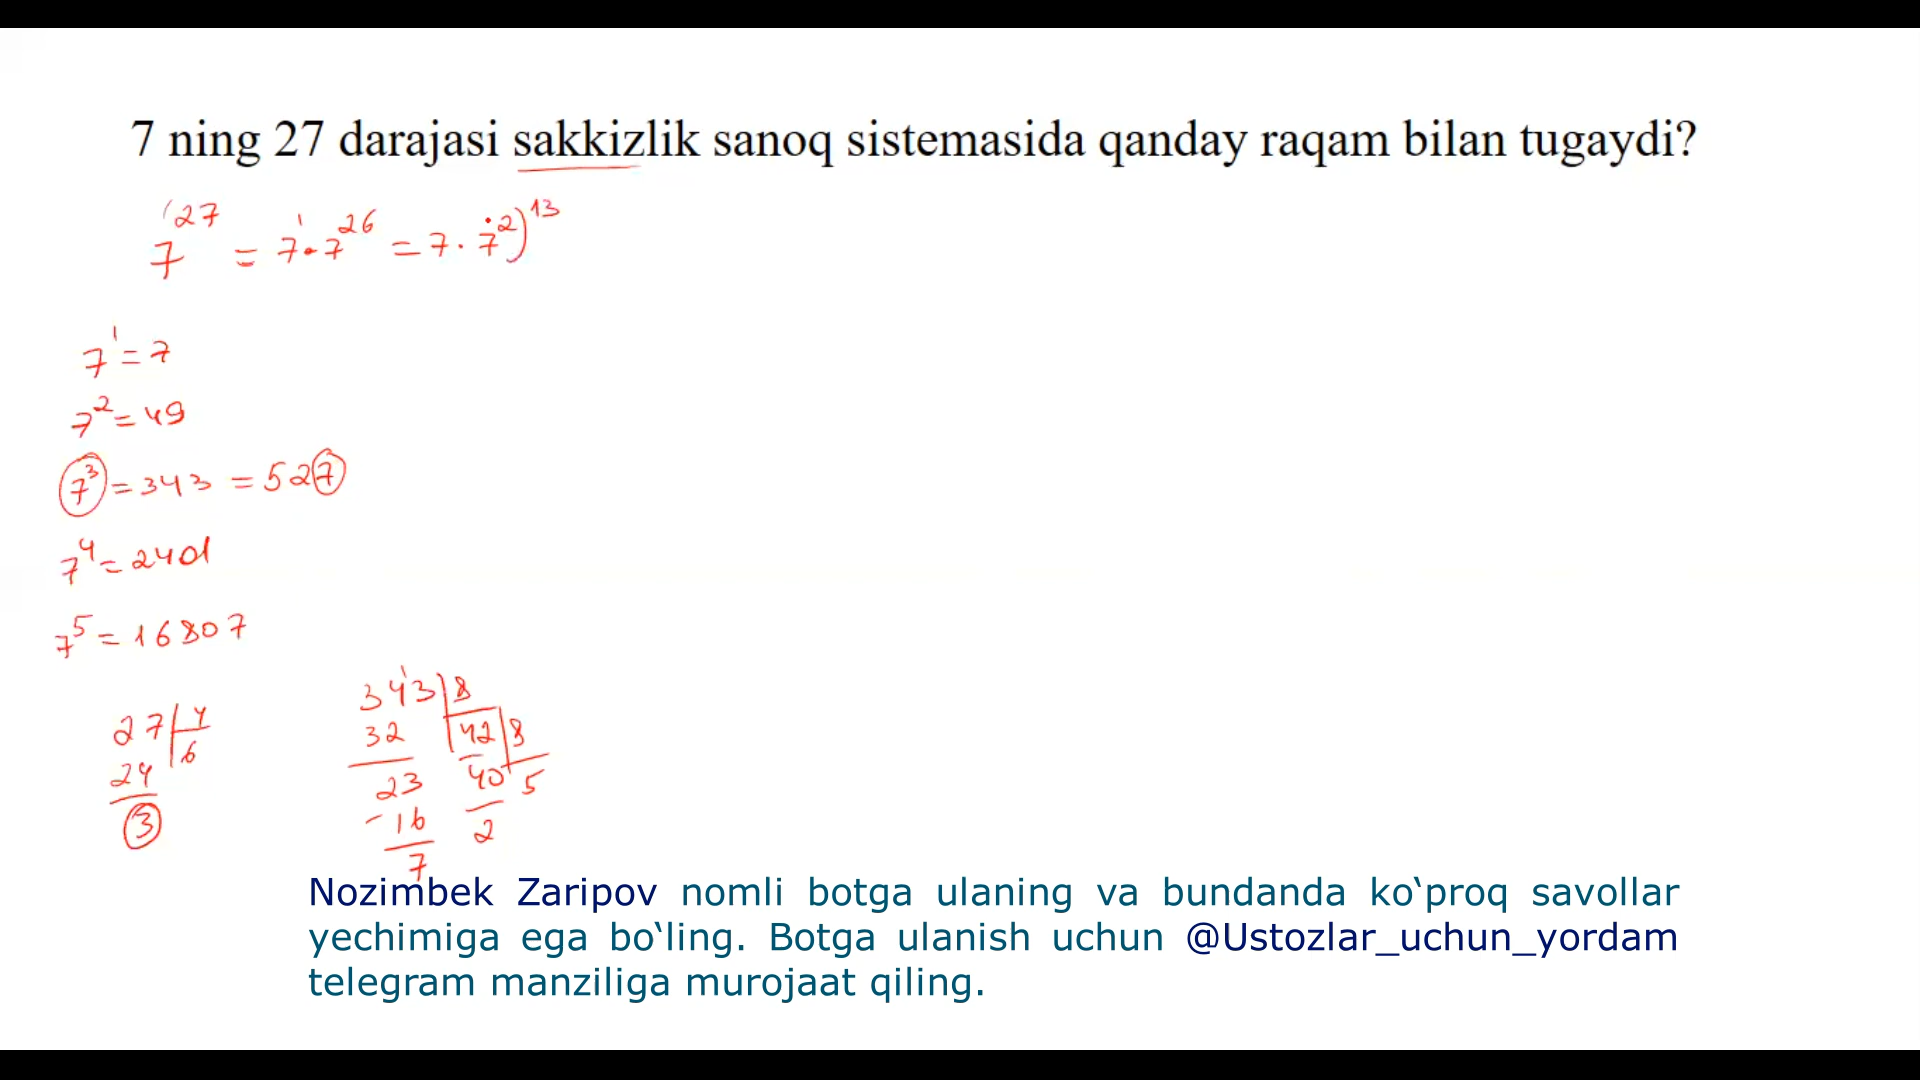 7 ning 27 darajasi sakkizlik sanoq sistemasida qanday raqam bilan tugaydi?
7^27 = 7^1 · 7^26 = 7 · 7^2)^13
7^1 = 7
7^2 = 49
7^3 = 343 = 527
7^4 = 2401
7^5 = 16807
27 4
24 6
3
343 8
32 42 8
23 40 5
-16 2
7
Nozimbek Zaripov nomli botga ulaning va bundanda ko‘proq savollar
yechimiga ega bo‘ling. Botga ulanish uchun @Ustozlar_uchun_yordam
telegram manziliga murojaat qiling.